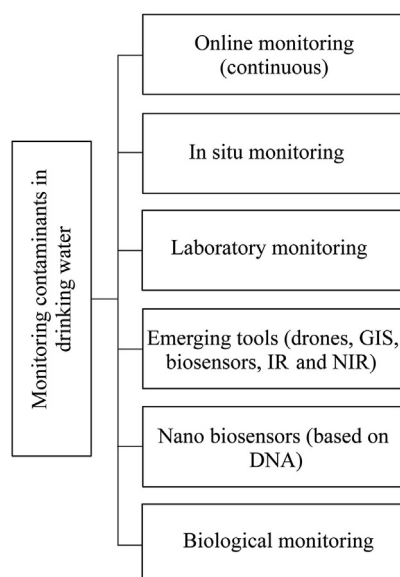 Monitoring contaminants in
drinking water
Online monitoring
(continuous)
In situ monitoring
Laboratory monitoring
Emerging tools (drones, GIS,
biosensors, IR and NIR)
Nano biosensors (based on
DNA)
Biological monitoring